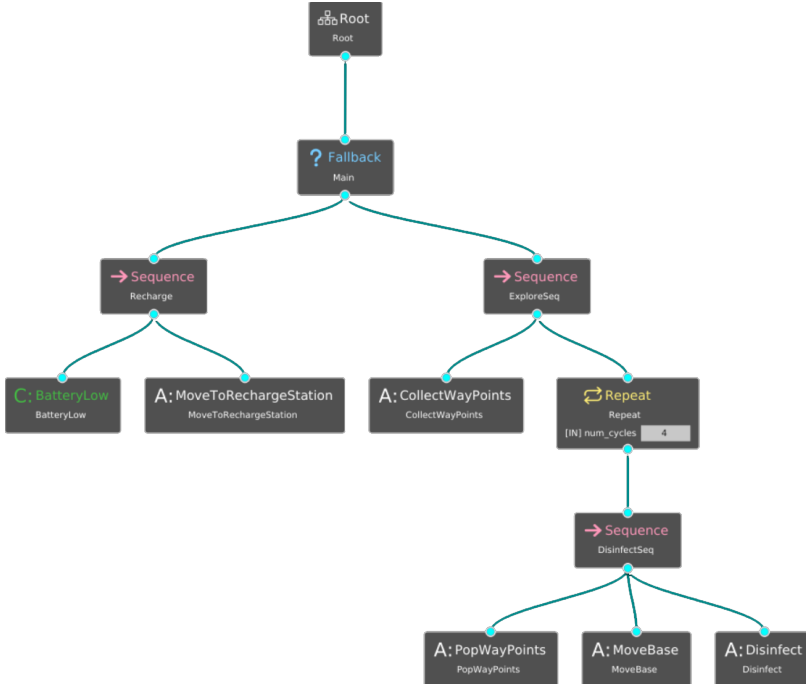 Root
Root
? Fallback
Main
Sequence
Recharge
Sequence
ExploreSeq
C: BatteryLow
BatteryLow
A: MoveToRechargeStation
MoveToRechargeStation
A: CollectWayPoints
CollectWayPoints
Repeat
Repeat
[IN] num_cycles 4
Sequence
DisinfectSeq
A: PopWayPoints
PopWayPoints
A: MoveBase
MoveBase
A: Disinfect
Disinfect